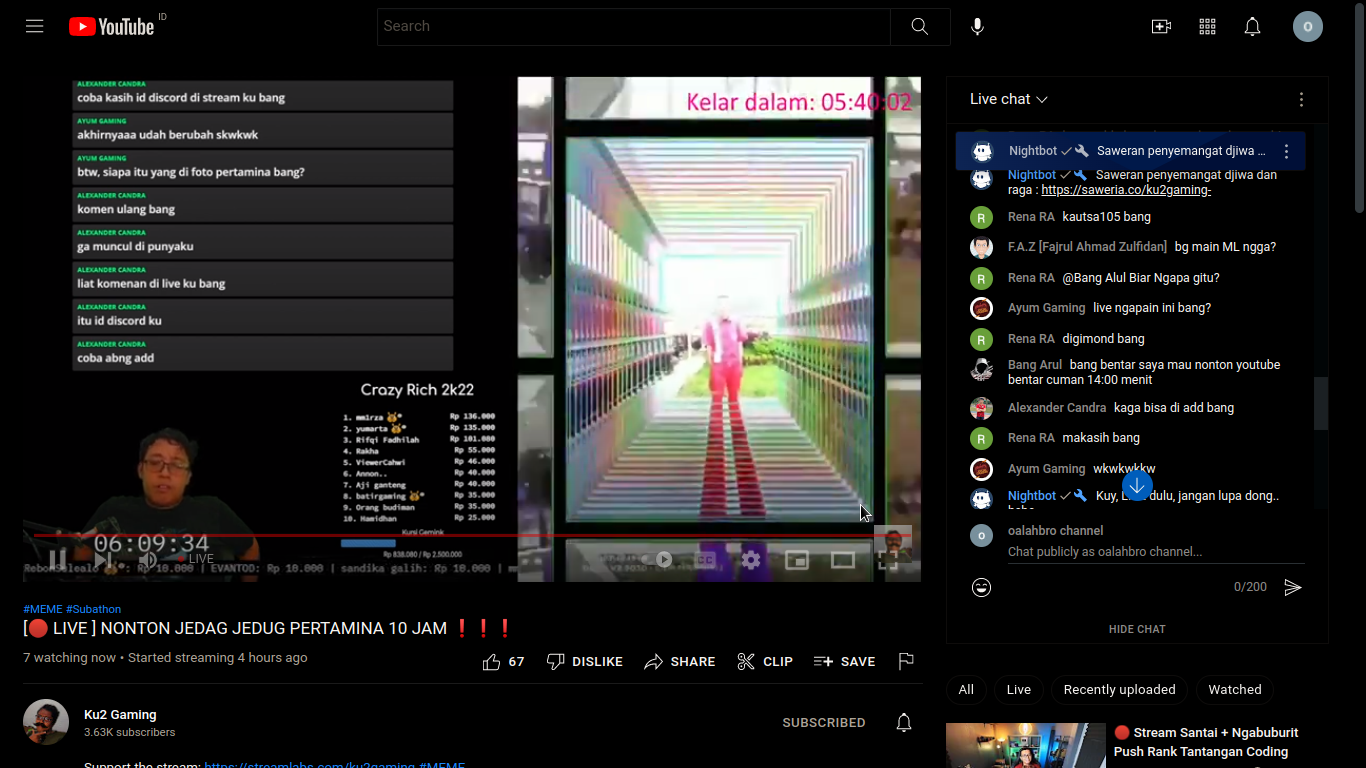 YouTube ID
Search
ALEXANDER CANDRA
coba kasih id discord di stream ku bang
AYUM GAMING
akhirnyaaa udah berubah skwkwk
AYUM GAMING
btw, siapa itu yang di foto pertamina bang?
ALEXANDER CANDRA
komen ulang bang
ALEXANDER CANDRA
ga muncul di punyaku
ALEXANDER CANDRA
liat komenan di live ku bang
ALEXANDER CANDRA
itu id discord ku
ALEXANDER CANDRA
coba abng add
Kelar dalam: 05:40:02
Crazy Rich 2k22
1. mmirza Rp 136.000
2. yumarta Rp 135.000
3. Rifqi Fadhilah Rp 101.000
4. Rakha Rp 55.000
5. ViewerCahwi Rp 46.000
6. Annon.. Rp 40.000
7. Aji ganteng Rp 40.000
8. batirgaming Rp 35.000
9. Orang budiman Rp 35.000
10. Hamidhan Rp 25.000
Kursi Gemink
Rp 838.080 / Rp 2,500.000
06:09:34
LIVE
Rp 10.000 | EVANTOD: Rp 10.000 | sandika galih: Rp 10.000 |
#MEME #Subathon
[🔴 LIVE ] NONTON JEDAG JEDUG PERTAMINA 10 JAM ❗❗❗
7 watching now • Started streaming 4 hours ago
67
DISLIKE
SHARE
CLIP
SAVE
Ku2 Gaming
3.63K subscribers
SUBSCRIBED
Support the stream: https://streamlabs.com/ku2gaming #MEME
Live chat
Nightbot Saweran penyemangat djiwa ...
Nightbot Saweran penyemangat djiwa dan
raga : https://saweria.co/ku2gaming-
R Rena RA kautsa105 bang
F.A.Z [Fajrul Ahmad Zulfidan] bg main ML ngga?
R Rena RA @Bang Alul Biar Ngapa gitu?
Ayum Gaming live ngapain ini bang?
R Rena RA digimond bang
Bang Arul bang bentar saya mau nonton youtube
bentar cuman 14:00 menit
Alexander Candra kaga bisa di add bang
R Rena RA makasih bang
Ayum Gaming wkwkwkkw
Nightbot Kuy, dulu, jangan lupa dong..
o oalahbro channel
Chat publicly as oalahbro channel...
0/200
HIDE CHAT
All Live Recently uploaded Watched
🔴 Stream Santai + Ngabuburit
Push Rank Tantangan Coding